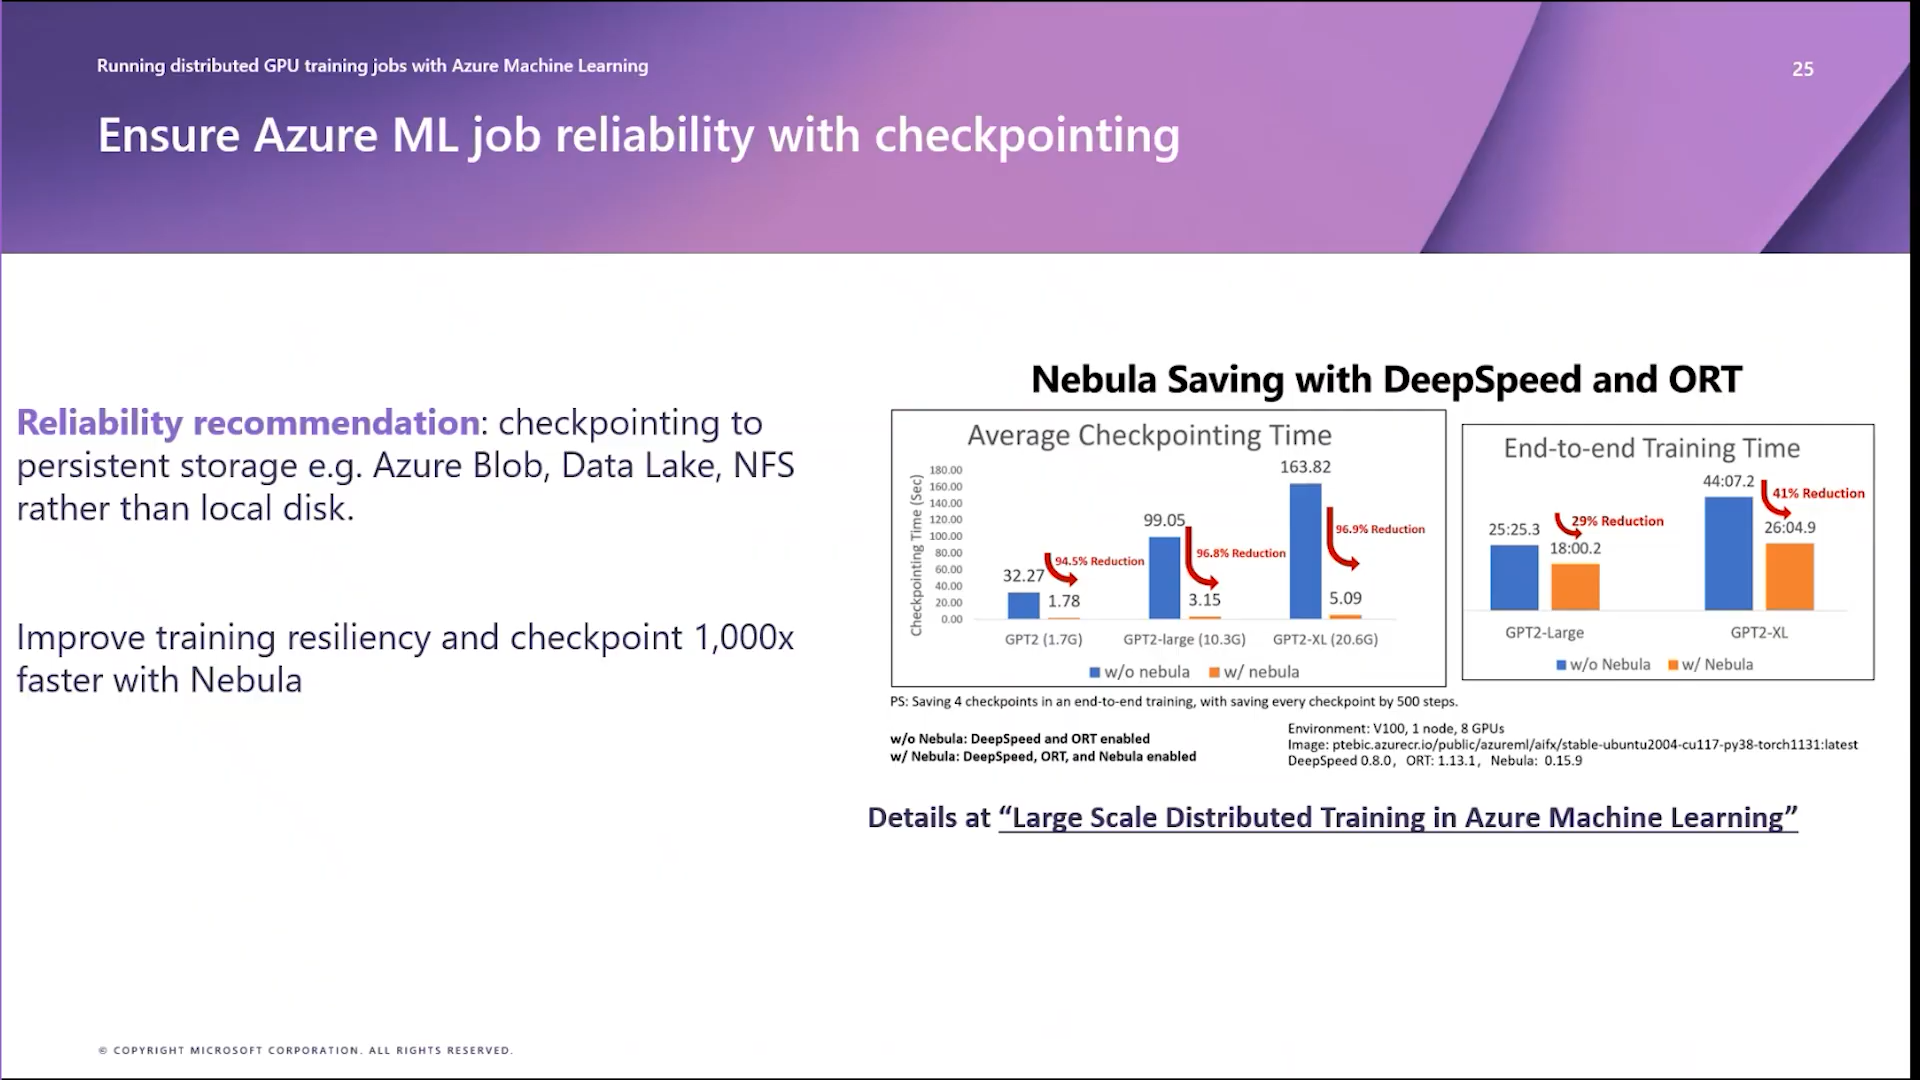 Running distributed GPU training jobs with Azure Machine Learning
25
Ensure Azure ML job reliability with checkpointing
Reliability recommendation: checkpointing to
persistent storage e.g. Azure Blob, Data Lake, NFS
rather than local disk.
Improve training resiliency and checkpoint 1,000x
faster with Nebula
Nebula Saving with DeepSpeed and ORT
Average Checkpointing Time
Checkpointing Time (Sec)
180.00
160.00
140.00
120.00
100.00
80.00
60.00
40.00
20.00
0.00
32.27
94.5% Reduction
1.78
99.05
96.8% Reduction
3.15
163.82
96.9% Reduction
5.09
GPT2 (1.7G) GPT2-large (10.3G) GPT2-XL (20.6G)
w/o nebula w/ nebula
End-to-end Training Time
25:25.3
29% Reduction
18:00.2
44:07.2
41% Reduction
26:04.9
GPT2-Large GPT2-XL
w/o Nebula w/ Nebula
PS: Saving 4 checkpoints in an end-to-end training, with saving every checkpoint by 500 steps.
w/o Nebula: DeepSpeed and ORT enabled
w/ Nebula: DeepSpeed, ORT, and Nebula enabled
Environment: V100, 1 node, 8 GPUs
Image: ptebic.azurecr.io/public/azureml/aifx/stable-ubuntu2004-cu117-py38-torch1131:latest
DeepSpeed 0.8.0, ORT: 1.13.1, Nebula: 0.15.9
Details at “Large Scale Distributed Training in Azure Machine Learning”
© COPYRIGHT MICROSOFT CORPORATION. ALL RIGHTS RESERVED.